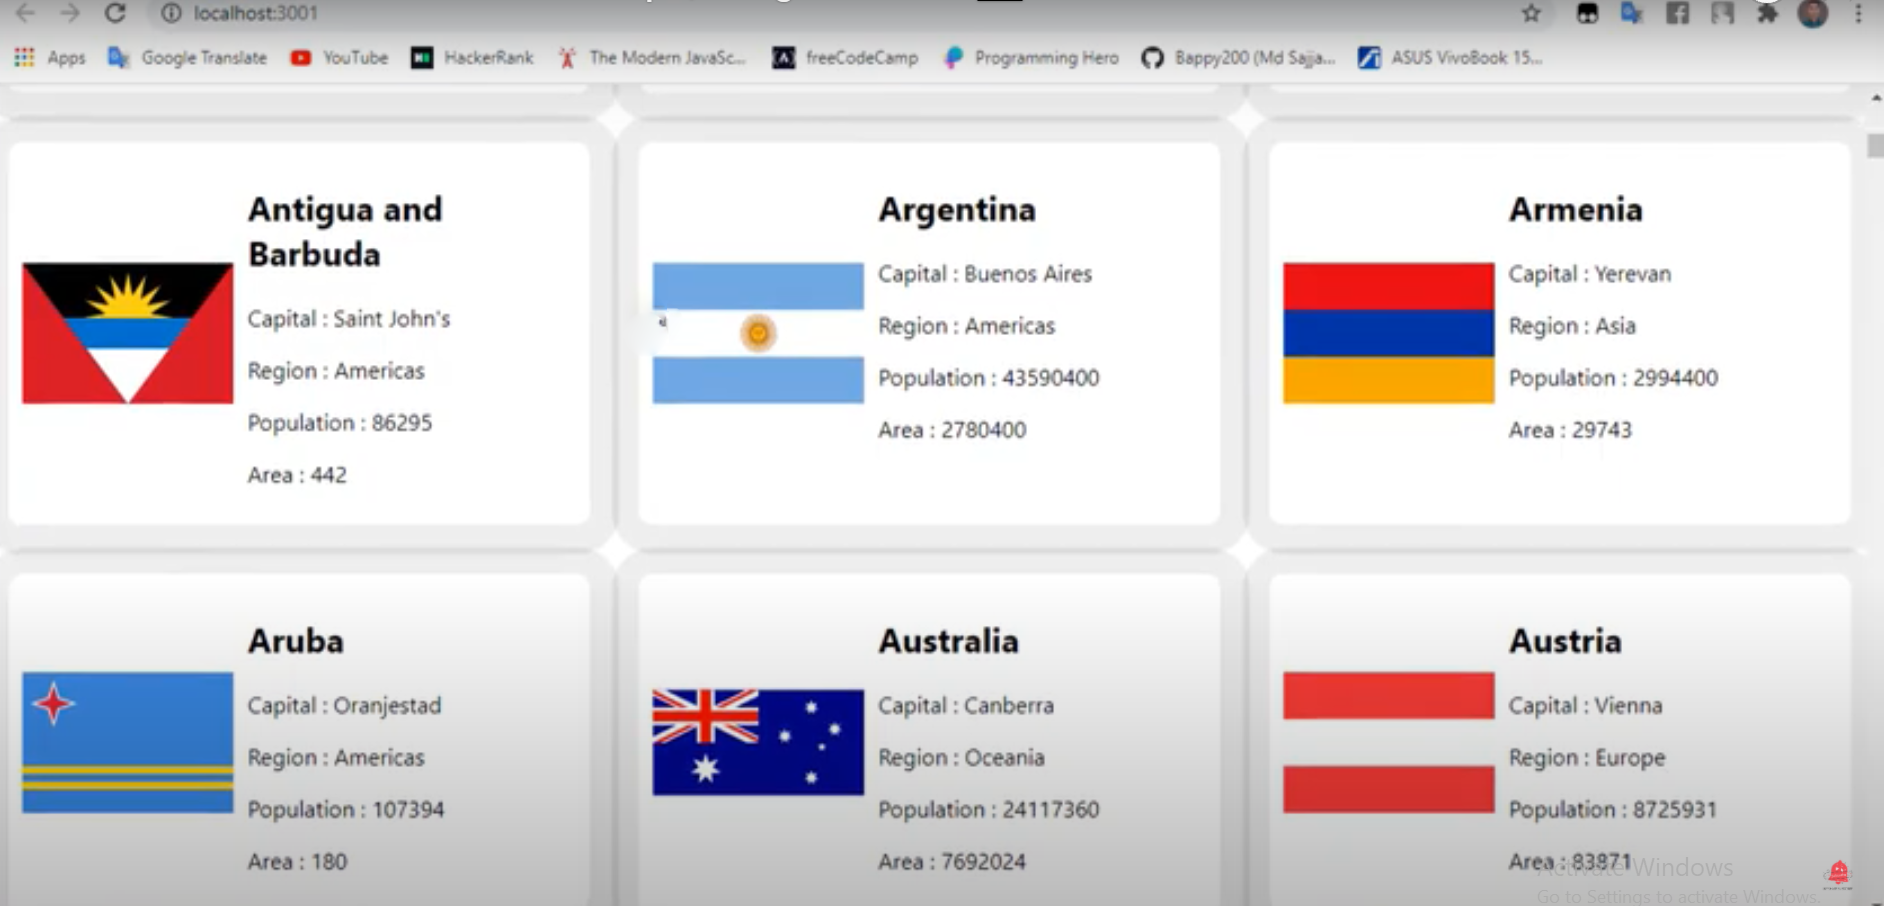 localhost:3001
Apps Google Translate YouTube HackerRank The Modern JavaSc... freeCodeCamp Programming Hero Bappy200 (Md Sajja... ASUS VivoBook 15...
Antigua and
Barbuda
Capital : Saint John's
Region : Americas
Population : 86295
Area : 442
Argentina
Capital : Buenos Aires
Region : Americas
Population : 43590400
Area : 2780400
Armenia
Capital : Yerevan
Region : Asia
Population : 2994400
Area : 29743
Aruba
Capital : Oranjestad
Region : Americas
Population : 107394
Area : 180
Australia
Capital : Canberra
Region : Oceania
Population : 24117360
Area : 7692024
Austria
Capital : Vienna
Region : Europe
Population : 8725931
Area : 83871
Activate Windows
Go to Settings to activate Windows.